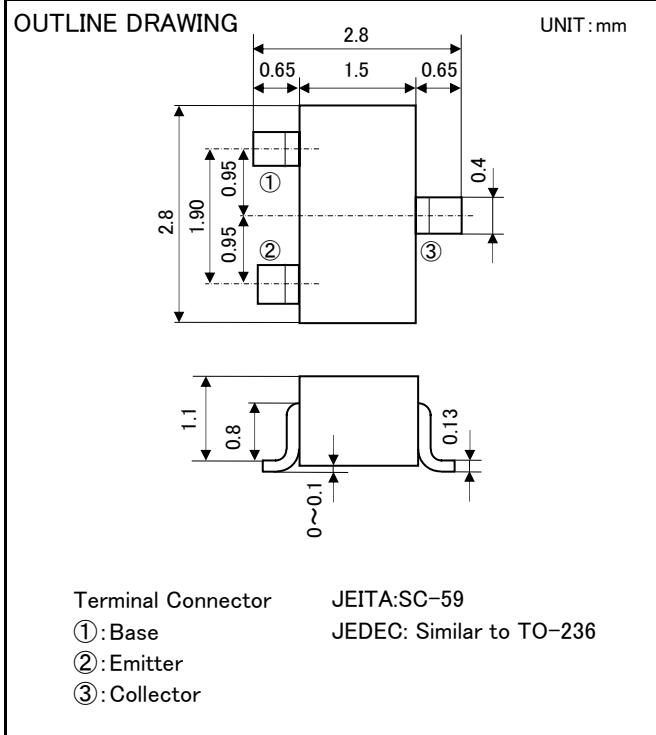 OUTLINE DRAWING
UNIT:mm
2.8
0.65 1.5 0.65
2.8
1.90
0.95
0.95
0.4
①
②
③
1.1
0.8
0.13
0~0.1
Terminal Connector
①:Base
②:Emitter
③:Collector
JEITA:SC-59
JEDEC: Similar to TO-236